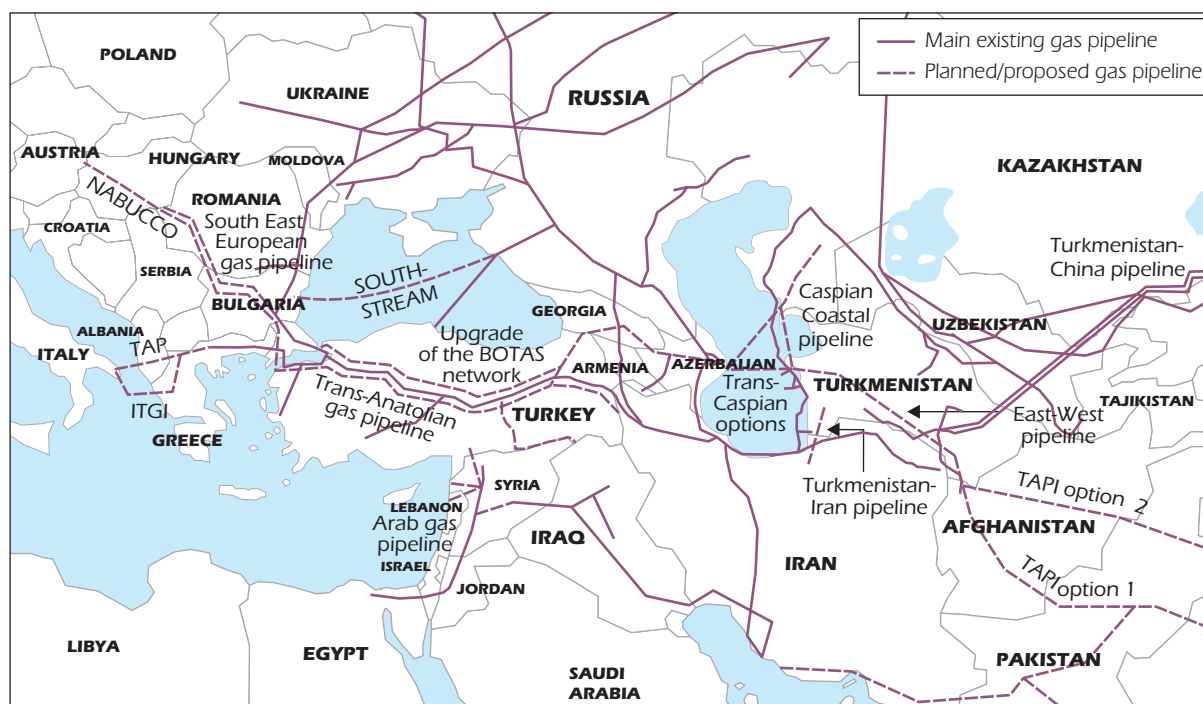 Main existing gas pipeline
Planned/proposed gas pipeline
POLAND
UKRAINE
RUSSIA
AUSTRIA
HUNGARY
MOLDOVA
KAZAKHSTAN
NABUCCO
ROMANIA
South East
European
gas pipeline
CROATIA
SERBIA
BULGARIA
SOUTH-
STREAM
GEORGIA
Caspian
Coastal
pipeline
Turkmenistan-
China pipeline
UZBEKISTAN
ALBANIA
TAP
ITALY
Upgrade
of the BOTAS
network
ARMENIA
AZERBAIJAN
Trans-
Caspian
options
TURKMENISTAN
TAJIKISTAN
ITGI
GREECE
Trans-Anatolian
gas pipeline
TURKEY
East-West
pipeline
Turkmenistan-
Iran pipeline
SYRIA
LEBANON
Arab gas
pipeline
ISRAEL
IRAQ
JORDAN
IRAN
AFGHANISTAN
TAPI option 2
TAPI option 1
LIBYA
EGYPT
SAUDI
ARABIA
PAKISTAN